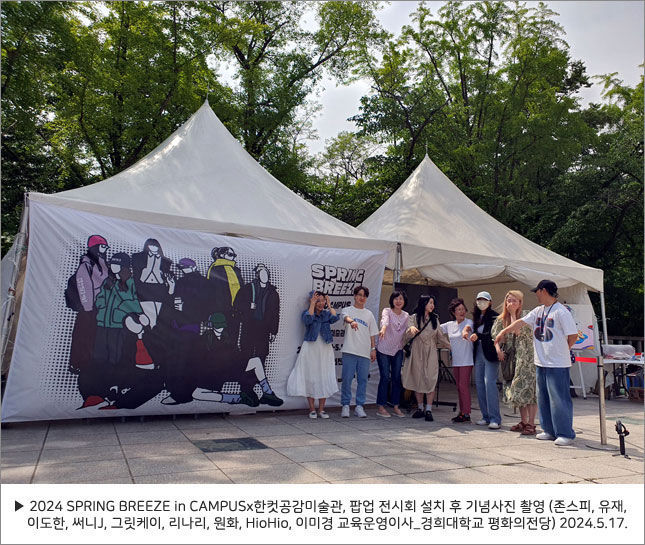 SPRING
BREEZE
CAMPUS
▶ 2024 SPRING BREEZE in CAMPUSx한컷공감미술관, 팝업 전시회 설치 후 기념사진 촬영 (존스피, 유재,
이도한, 써니J, 그릿케이, 리나리, 원화, HioHio, 이미경 교육운영이사_경희대학교 평화의전당) 2024.5.17.